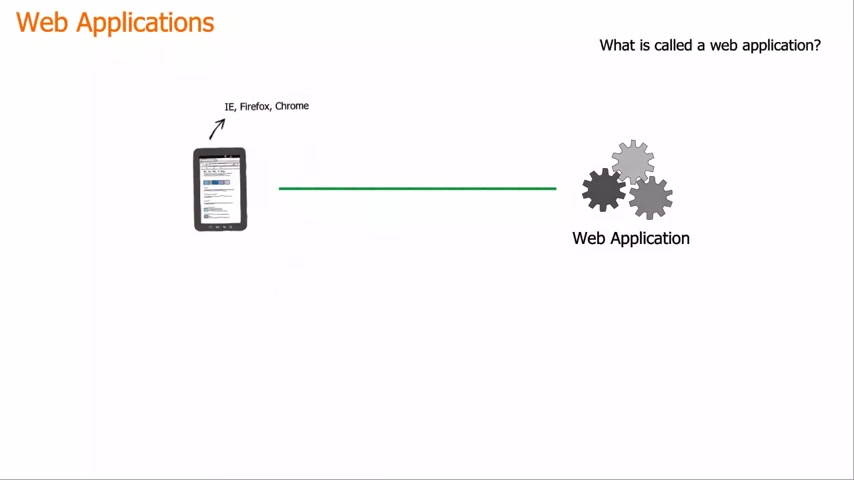 Web Applications
What is called a web application?
IE, Firefox, Chrome
Web Application